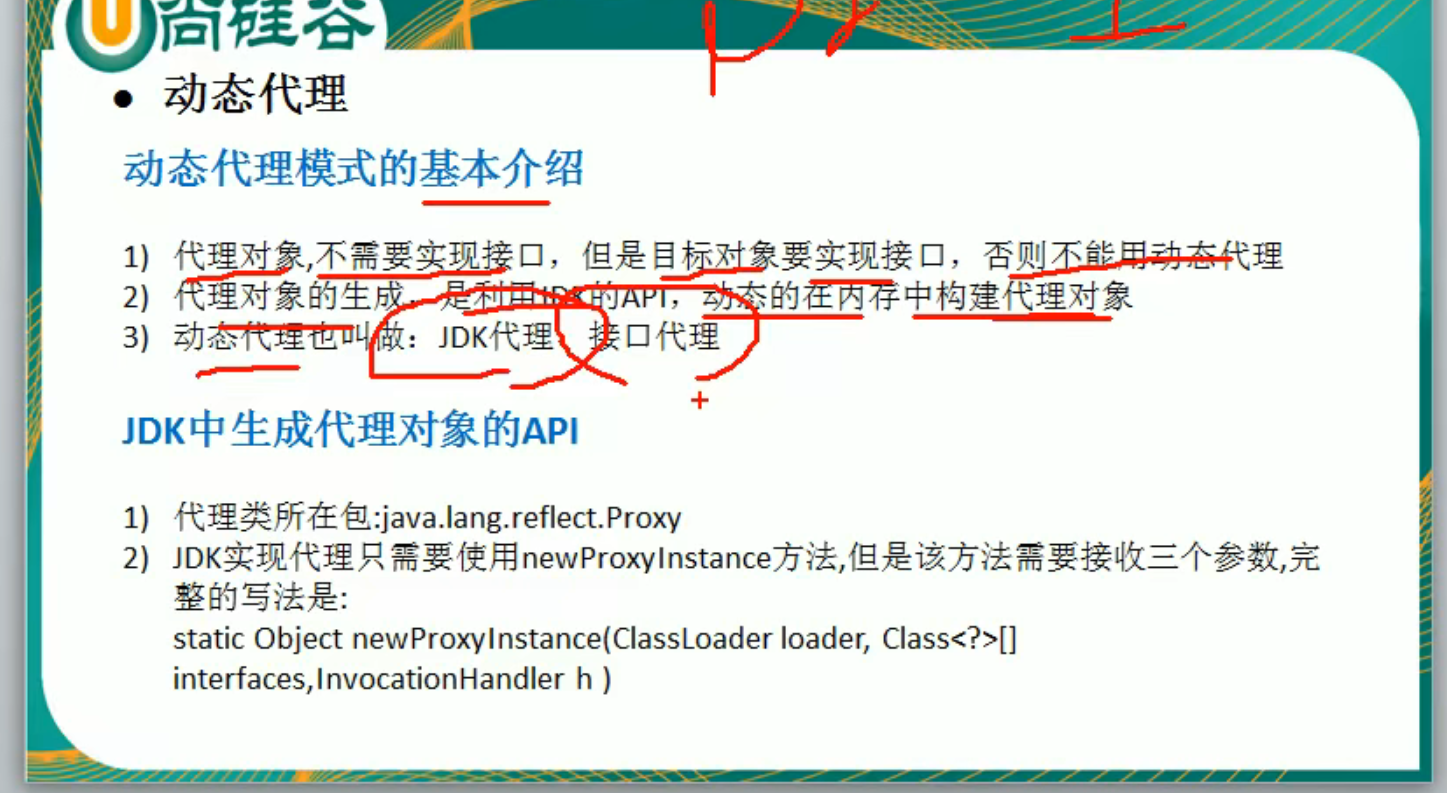 尚硅谷
● 动态代理
动态代理模式的基本介绍
1) 代理对象,不需要实现接口，但是目标对象要实现接口，否则不能用动态代理
2) 代理对象的生成，是利用JDK的API，动态的在内存中构建代理对象
3) 动态代理也叫做：JDK代理、接口代理
JDK中生成代理对象的API
1) 代理类所在包:java.lang.reflect.Proxy
2) JDK实现代理只需要使用newProxyInstance方法,但是该方法需要接收三个参数,完
整的写法是:
static Object newProxyInstance(ClassLoader loader, Class<?>[]
interfaces,InvocationHandler h )